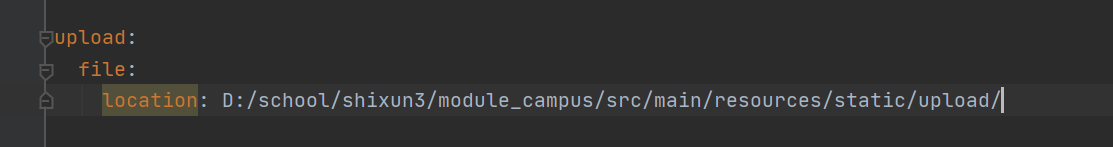 upload:
file:
location: D:/school/shixun3/module_campus/src/main/resources/static/upload/